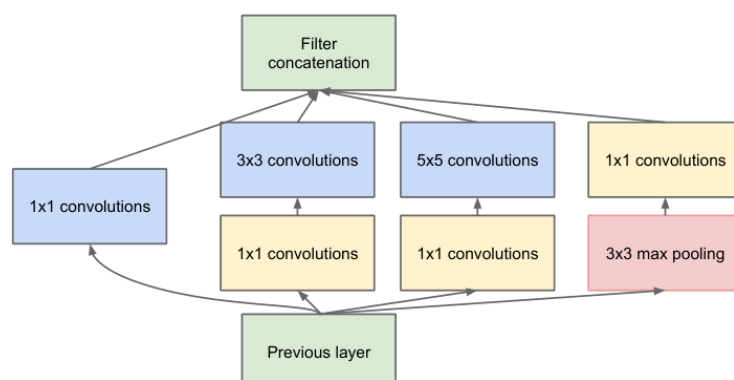 Filter
concatenation
3x3 convolutions
5x5 convolutions
1x1 convolutions
1x1 convolutions
1x1 convolutions
1x1 convolutions
3x3 max pooling
Previous layer